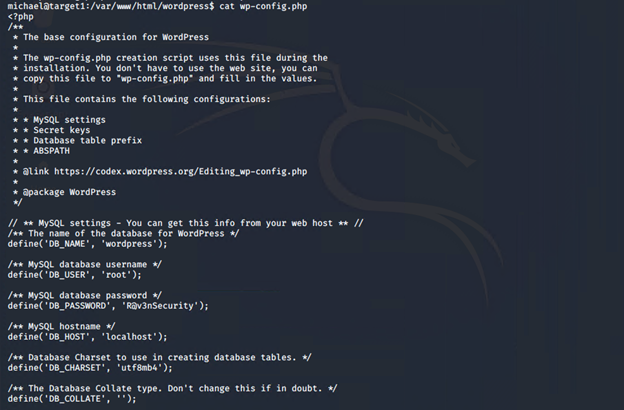 michael@target1:/var/www/html/wordpress$ cat wp-config.php
<?php
/**
 * The base configuration for WordPress
 *
 * The wp-config.php creation script uses this file during the
 * installation. You don't have to use the web site, you can
 * copy this file to "wp-config.php" and fill in the values.
 *
 * This file contains the following configurations:
 *
 * * MySQL settings
 * * Secret keys
 * * Database table prefix
 * * ABSPATH
 *
 * @link https://codex.wordpress.org/Editing_wp-config.php
 *
 * @package WordPress
 */

// ** MySQL settings - You can get this info from your web host ** //
/** The name of the database for WordPress */
define('DB_NAME', 'wordpress');

/** MySQL database username */
define('DB_USER', 'root');

/** MySQL database password */
define('DB_PASSWORD', 'R@v3nSecurity');

/** MySQL hostname */
define('DB_HOST', 'localhost');

/** Database Charset to use in creating database tables. */
define('DB_CHARSET', 'utf8mb4');

/** The Database Collate type. Don't change this if in doubt. */
define('DB_COLLATE', '');